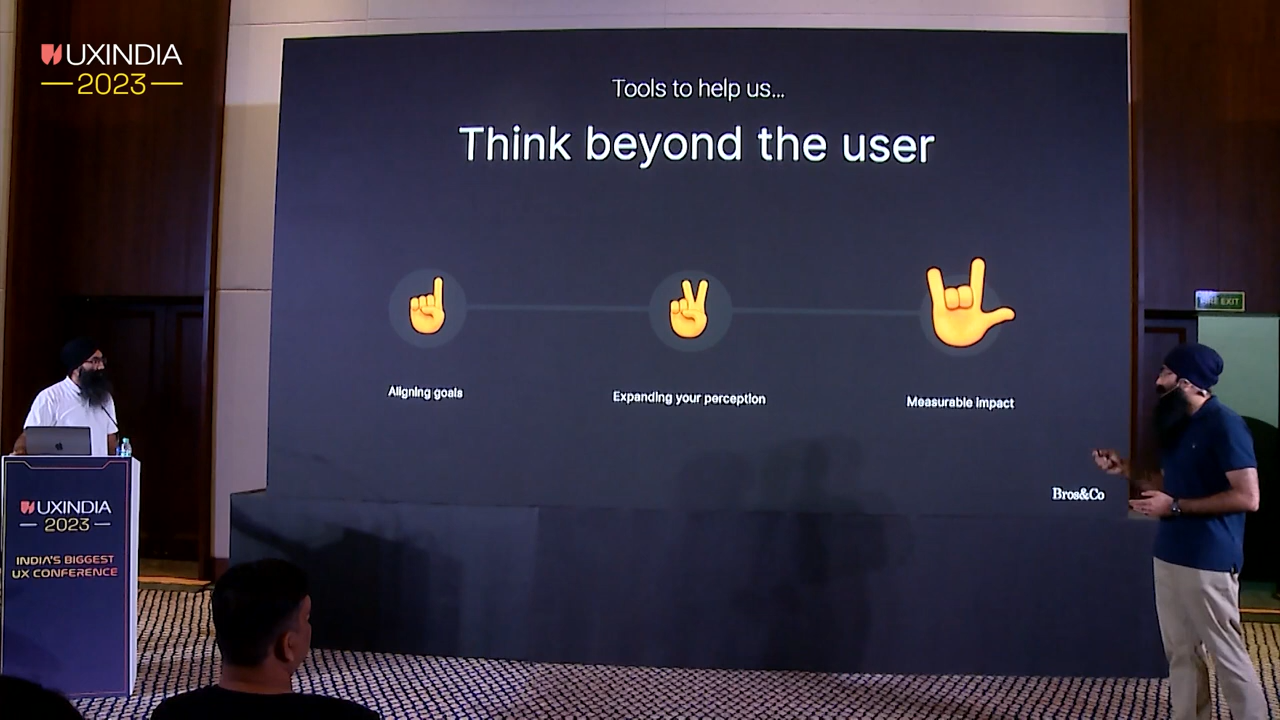 UXINDIA
2023
Tools to help us...
Think beyond the user
Aligning goals
Expanding your perception
Measurable impact
Bros&Co
UXINDIA
2023
INDIA'S BIGGEST
UX CONFERENCE
EXIT